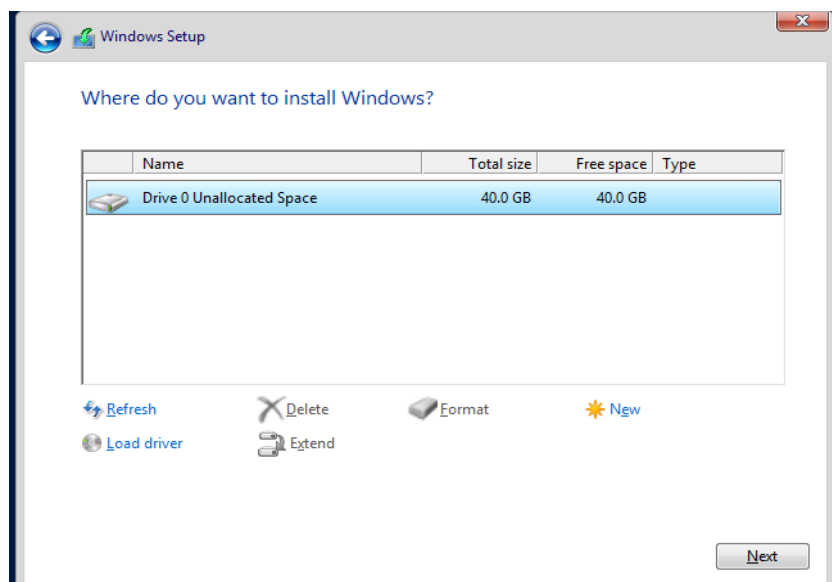 Windows Setup
Where do you want to install Windows?
Name Total size Free space Type
Drive 0 Unallocated Space 40.0 GB 40.0 GB
Refresh Delete Format New
Load driver Extend
Next